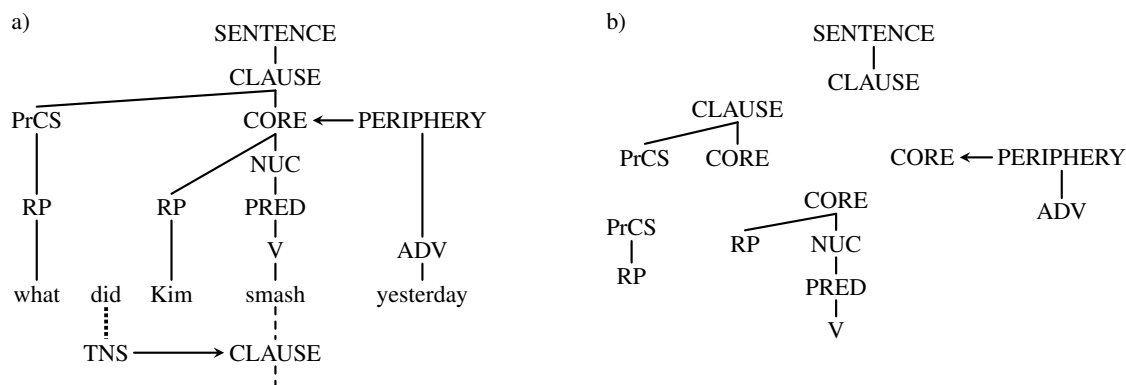 a)
SENTENCE
CLAUSE
PrCS CORE PERIPHERY
NUC
RP RP PRED
V ADV
what did Kim smash yesterday
TNS CLAUSE
b)
SENTENCE
CLAUSE
CLAUSE
PrCS CORE
CORE PERIPHERY
ADV
CORE
PrCS RP NUC
RP
PRED
V